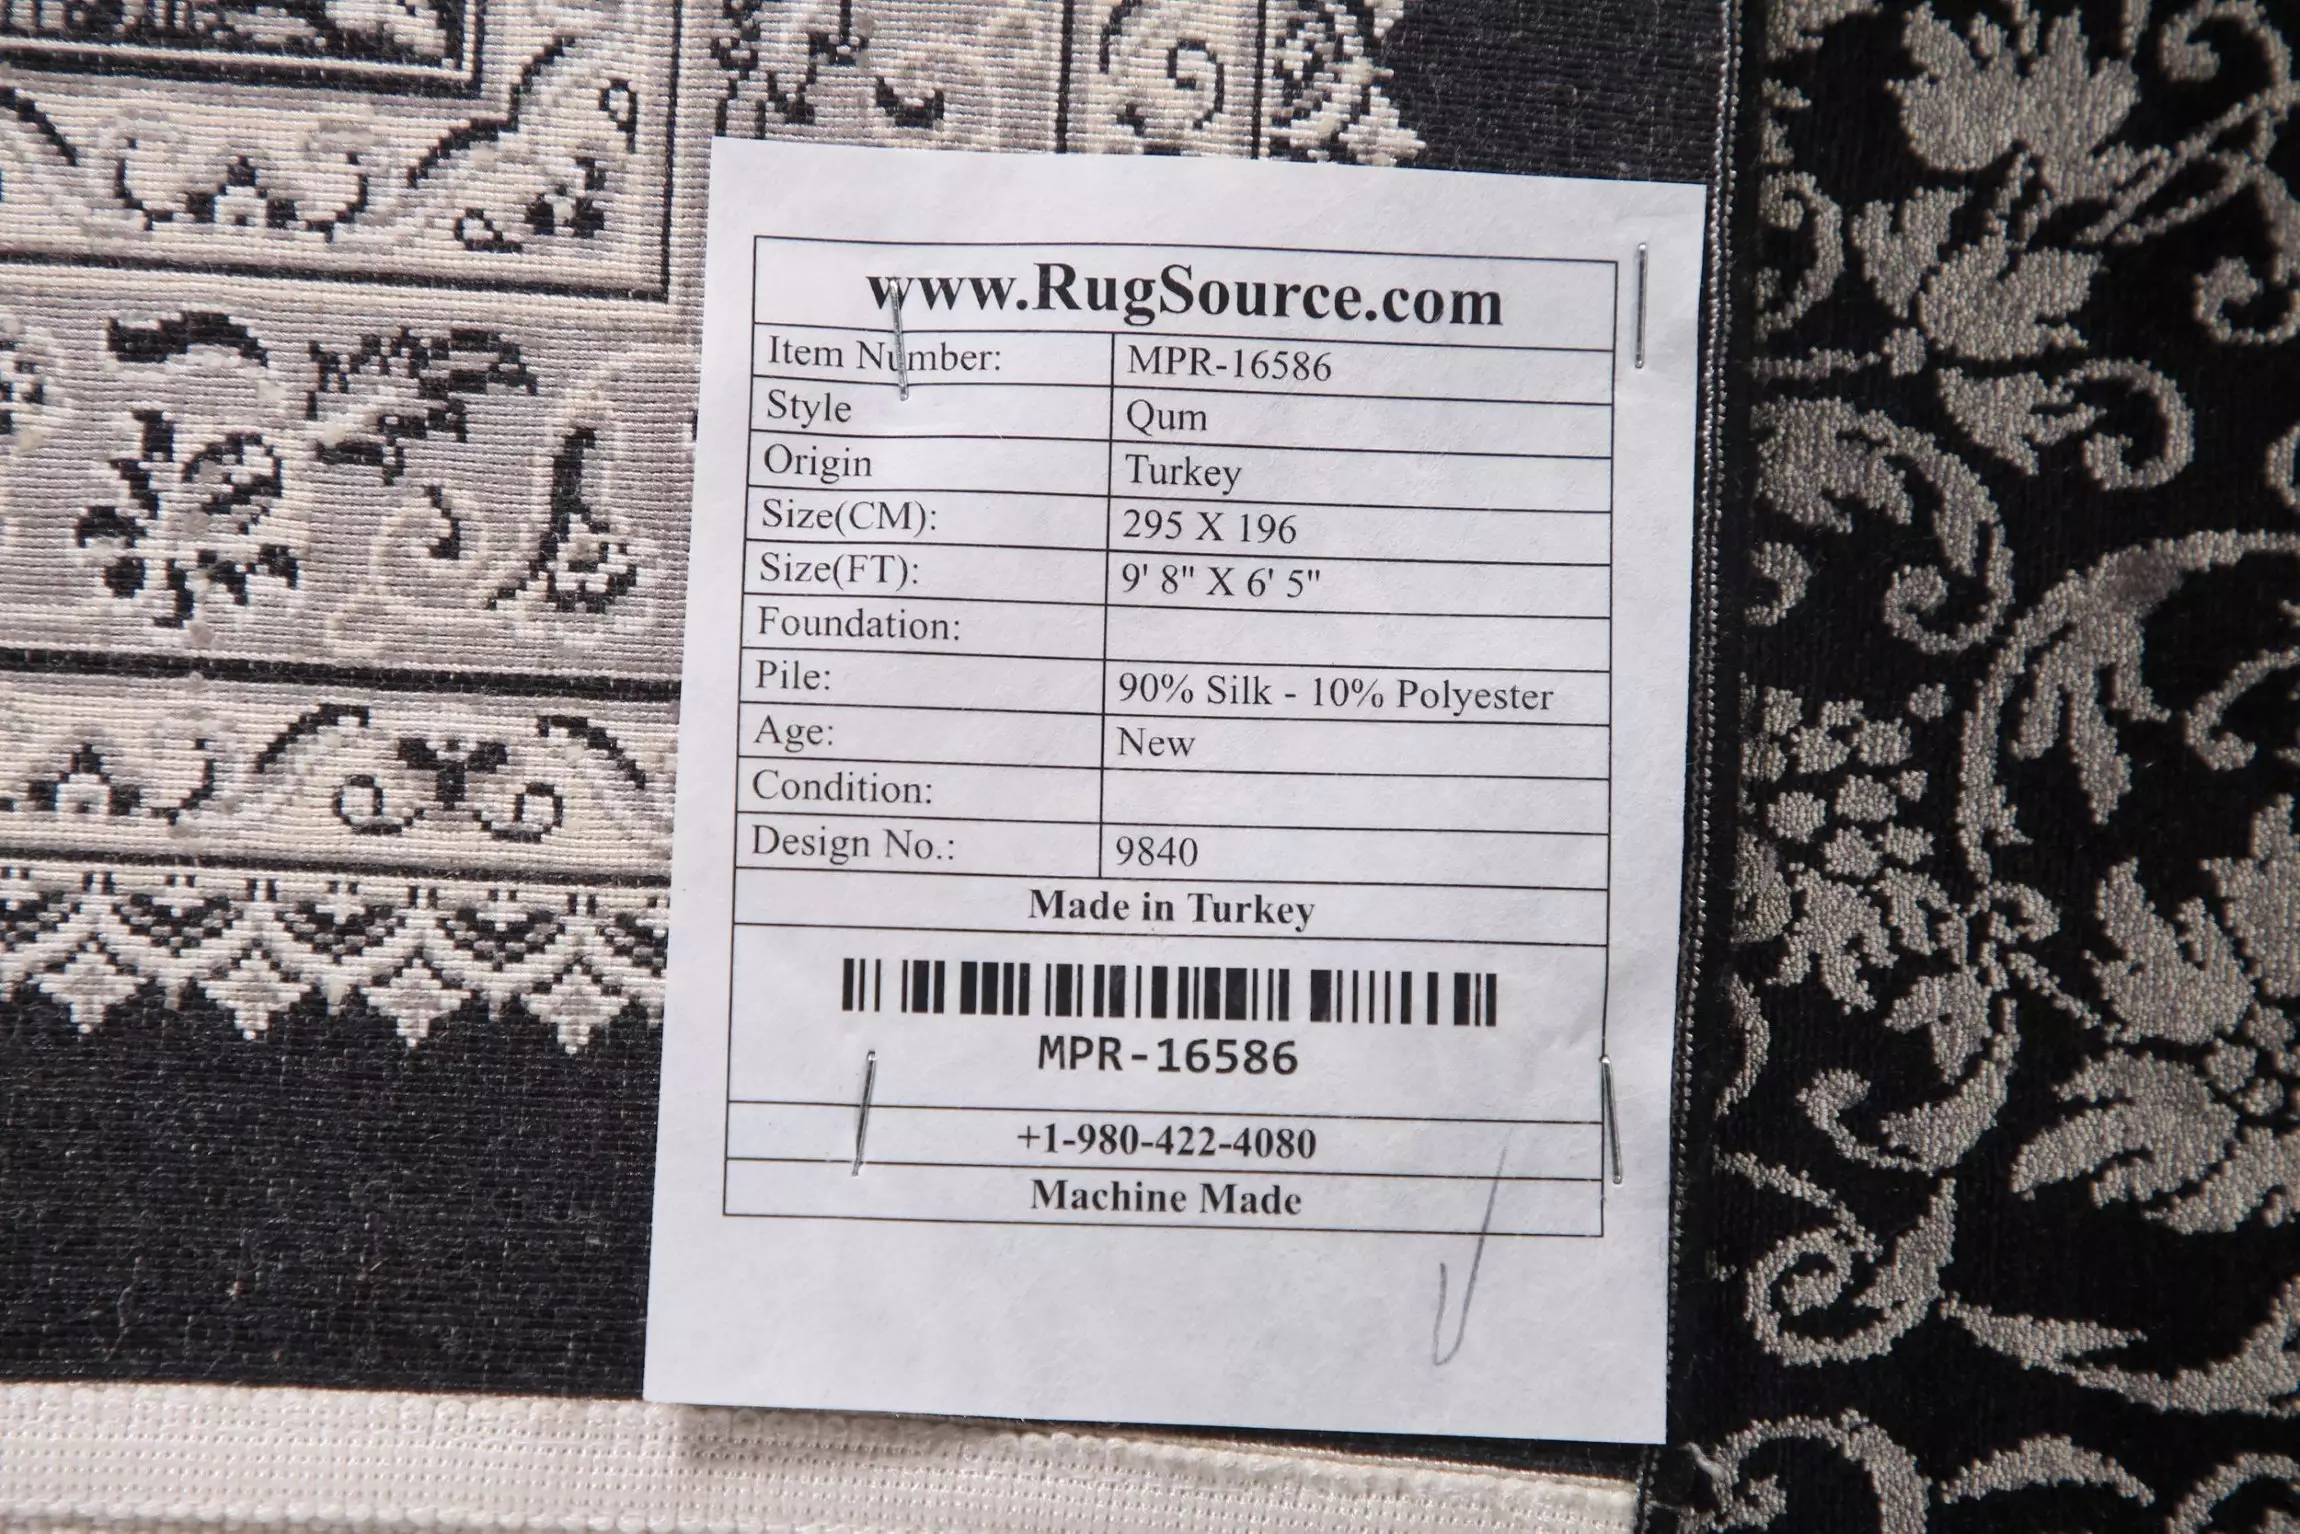 www.RugSource.com
Item Number: MPR-16586
Style Qum
Origin Turkey
Size(CM): 295 X 196
Size(FT): 9' 8" X 6' 5"
Foundation:
Pile: 90% Silk - 10% Polyester
Age: New
Condition:
Design No.: 9840
Made in Turkey
MPR-16586
+1-980-422-4080
Machine Made